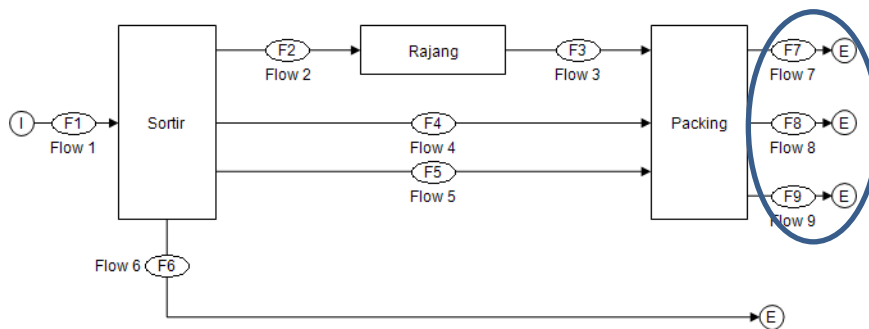 F2
Flow 2
Rajang
F3
Flow 3
F7
Flow 7
E
I
F1
Flow 1
Sortir
F4
Flow 4
F5
Flow 5
Packing
F8
Flow 8
E
F9
Flow 9
E
Flow 6
F6
E